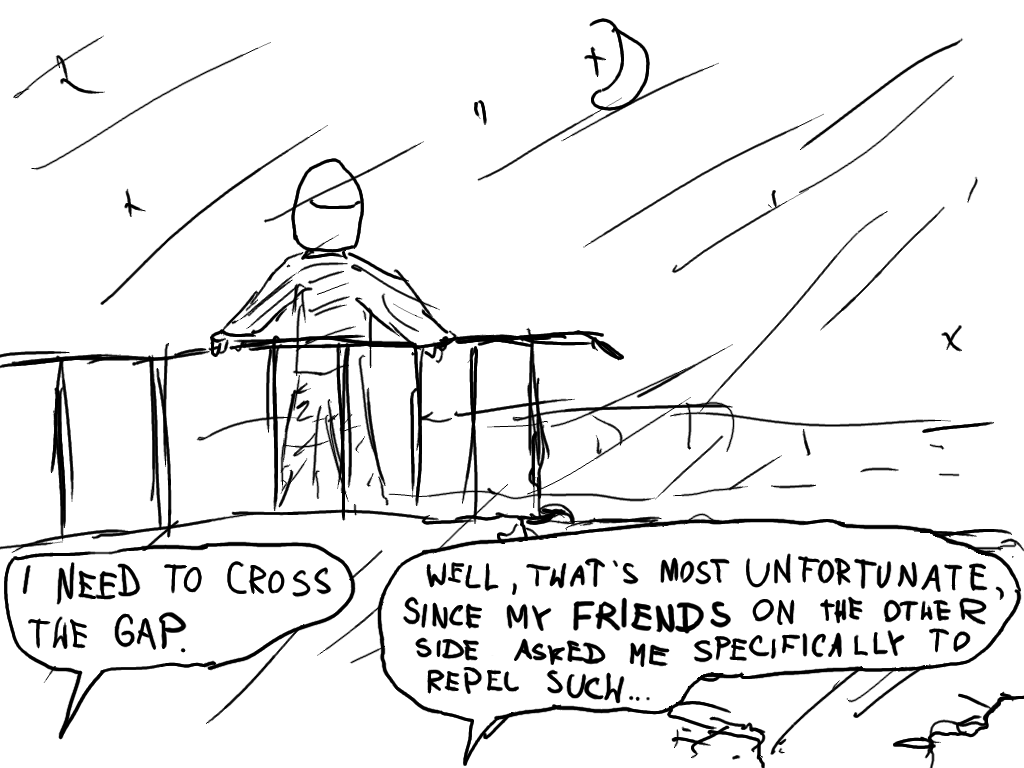 I NEED TO CROSS
THE GAP.
WELL, THAT'S MOST UNFORTUNATE,
SINCE MY FRIENDS ON THE OTHER
SIDE ASKED ME SPECIFICALLY TO
REPEL SUCH...